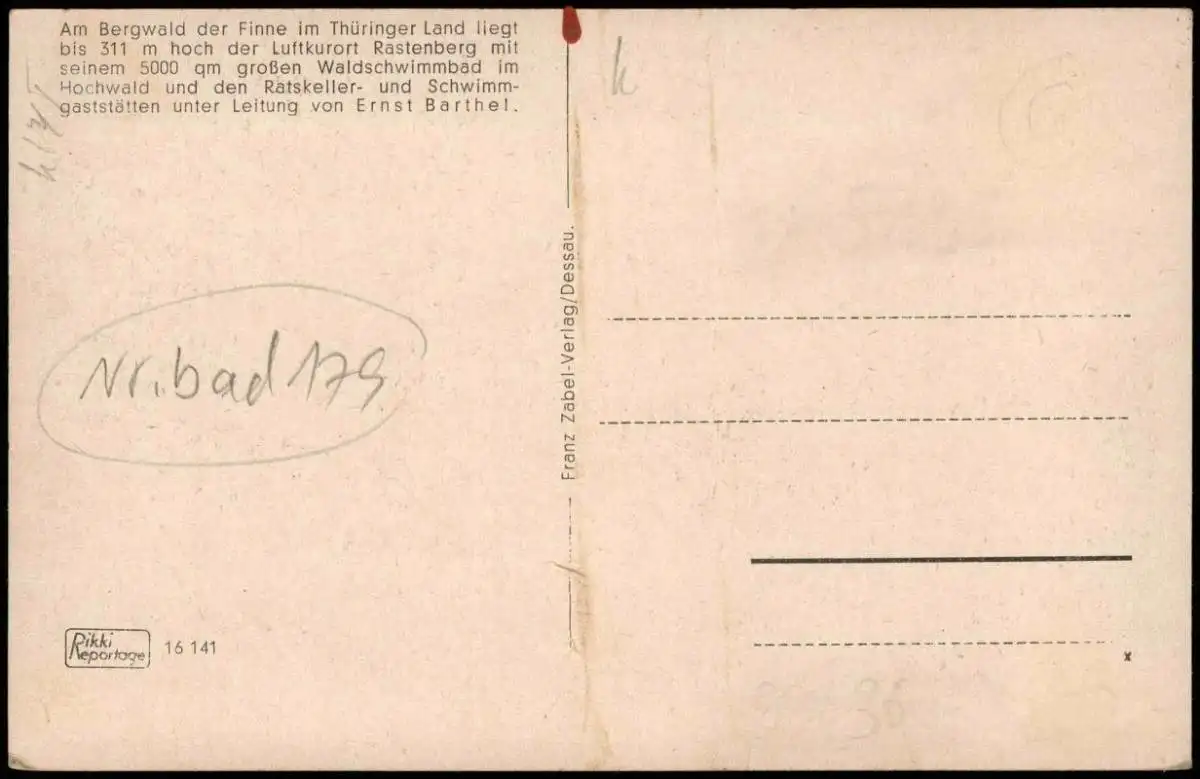 Am Bergwald der Finne im Thüringer Land liegt
bis 311 m hoch der Luftkurort Rastenberg mit
seinem 5000 qm großen Waldschwimmbad im
Hochwald und den Ratskeller- und Schwimm-
gaststätten unter Leitung von Ernst Barthel.
Nr. bad 179
Franz Zabel-Verlag/Dessau.
Rikki
Reportage
16 141
x